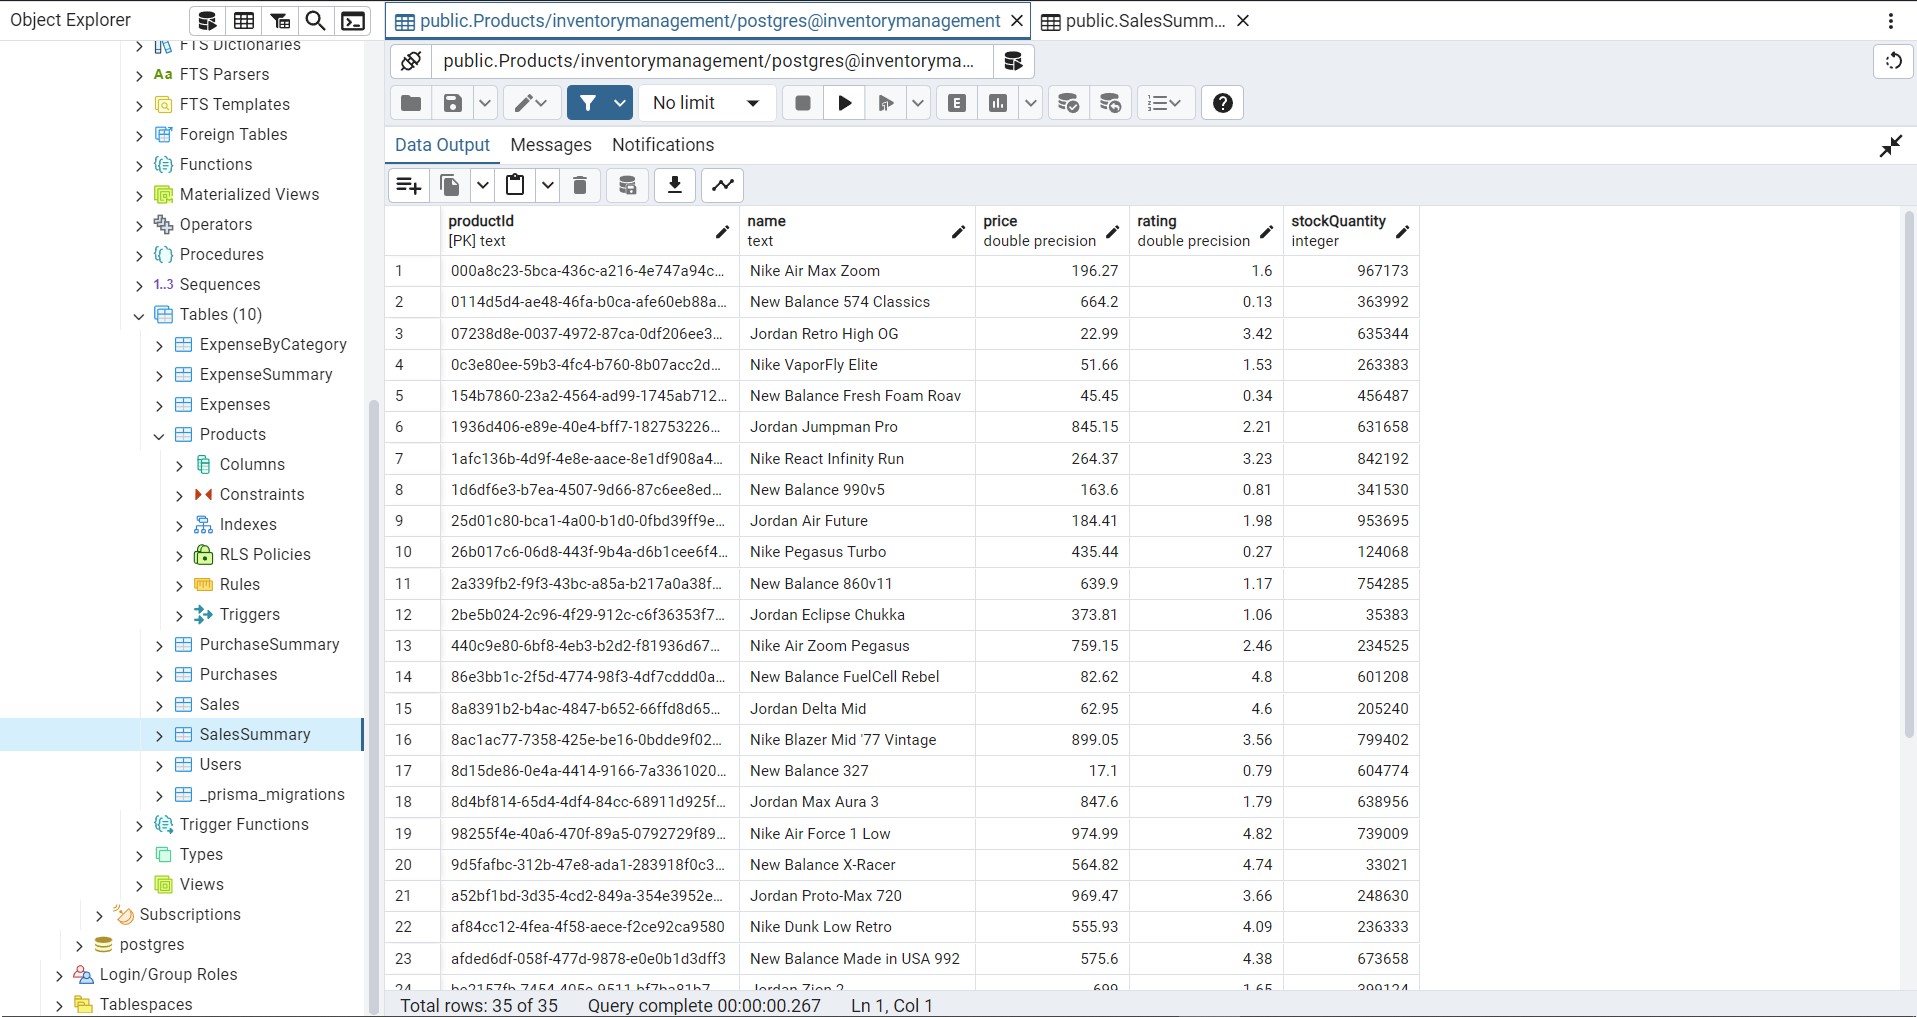 Object Explorer
public.Products/inventorymanagement/postgres@inventorymanagement
public.SalesSumm...
public.Products/inventorymanagement/postgres@inventoryma...
No limit
E
Data Output Messages Notifications
FTS Dictionaries
Aa FTS Parsers
FTS Templates
Foreign Tables
Functions
Materialized Views
Operators
Procedures
1..3 Sequences
Tables (10)
ExpenseByCategory
ExpenseSummary
Expenses
Products
Columns
Constraints
Indexes
RLS Policies
Rules
Triggers
PurchaseSummary
Purchases
Sales
SalesSummary
Users
_prisma_migrations
Trigger Functions
Types
Views
Subscriptions
postgres
Login/Group Roles
Tablespaces
productId name price rating stockQuantity
[PK] text text double precision double precision integer
1 000a8c23-5bca-436c-a216-4e747a94c... Nike Air Max Zoom 196.27 1.6 967173
2 0114d5d4-ae48-46fa-b0ca-afe60eb88a... New Balance 574 Classics 664.2 0.13 363992
3 07238d8e-0037-4972-87ca-0df206ee3... Jordan Retro High OG 22.99 3.42 635344
4 0c3e80ee-59b3-4fc4-b760-8b07acc2d... Nike VaporFly Elite 51.66 1.53 263383
5 154b7860-23a2-4564-ad99-1745ab712... New Balance Fresh Foam Roav 45.45 0.34 456487
6 1936d406-e89e-40e4-bff7-182753226... Jordan Jumpman Pro 845.15 2.21 631658
7 1afc136b-4d9f-4e8e-aace-8e1df908a4... Nike React Infinity Run 264.37 3.23 842192
8 1d6df6e3-b7ea-4507-9d66-87c6ee8ed... New Balance 990v5 163.6 0.81 341530
9 25d01c80-bca1-4a00-b1d0-0fbd39ff9e... Jordan Air Future 184.41 1.98 953695
10 26b017c6-06d8-443f-9b4a-d6b1cee6f4... Nike Pegasus Turbo 435.44 0.27 124068
11 2a339fb2-f9f3-43bc-a85a-b217a0a38f... New Balance 860v11 639.9 1.17 754285
12 2be5b024-2c96-4f29-912c-c6f36353f7... Jordan Eclipse Chukka 373.81 1.06 35383
13 440c9e80-6bf8-4eb3-b2d2-f81936d67... Nike Air Zoom Pegasus 759.15 2.46 234525
14 86e3bb1c-2f5d-4774-98f3-4df7cddd0a... New Balance FuelCell Rebel 82.62 4.8 601208
15 8a8391b2-b4ac-4847-b652-66ffd8d65... Jordan Delta Mid 62.95 4.6 205240
16 8ac1ac77-7358-425e-be16-0bdde9f02... Nike Blazer Mid '77 Vintage 899.05 3.56 799402
17 8d15de86-0e4a-4414-9166-7a3361020... New Balance 327 17.1 0.79 604774
18 8d4bf814-65d4-4df4-84cc-68911d925f... Jordan Max Aura 3 847.6 1.79 638956
19 98255f4e-40a6-470f-89a5-0792729f89... Nike Air Force 1 Low 974.99 4.82 739009
20 9d5fafbc-312b-47e8-ada1-283918f0c3... New Balance X-Racer 564.82 4.74 33021
21 a52bf1bd-3d35-4cd2-849a-354e3952e... Jordan Proto-Max 720 969.47 3.66 248630
22 af84cc12-4fea-4f58-aece-f2ce92ca9580 Nike Dunk Low Retro 555.93 4.09 236333
23 afded6df-058f-477d-9878-e0e0b1d3dff3 New Balance Made in USA 992 575.6 4.38 673658
Total rows: 35 of 35 Query complete 00:00:00.267 Ln 1, Col 1